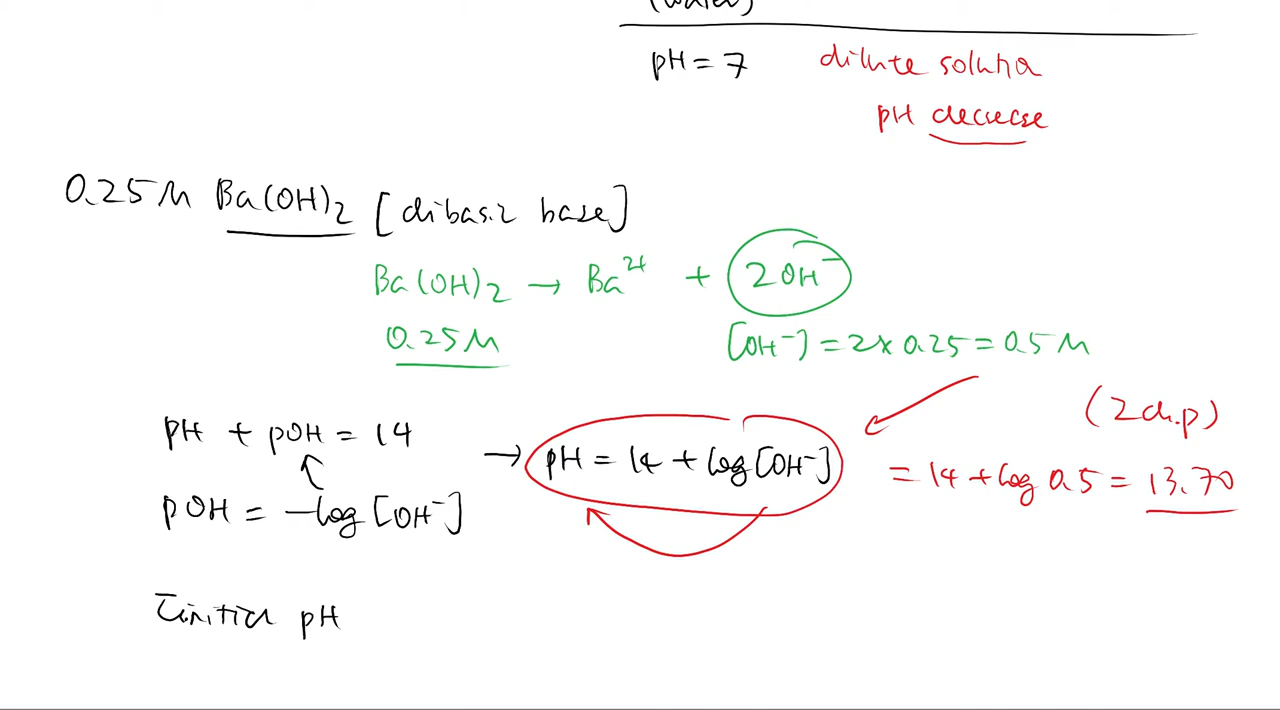 (water)
pH = 7 dilute solution
pH decrease
0.25 M Ba(OH)₂ [dibasic base]
Ba(OH)₂ → Ba²⁺ + 2OH⁻
0.25 M [OH⁻] = 2 × 0.25 = 0.5 M
(2 d.p)
pH + pOH = 14 → pH = 14 + log[OH⁻] = 14 + log 0.5 = 13.70
pOH = -log[OH⁻]
Initial pH